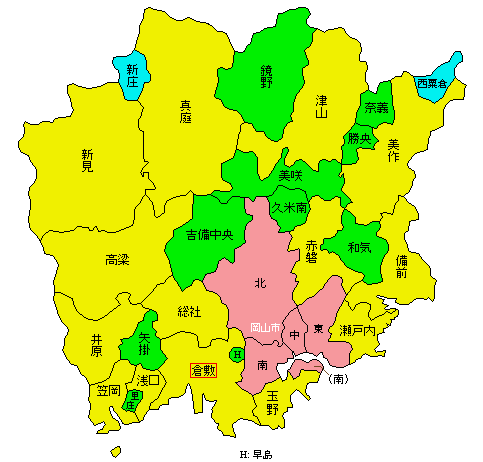 新
庄
鏡
野
西粟倉
真
庭
津
山
奈義
勝央
美
作
新
見
美咲
久米南
吉備中央
赤
磐
和気
備
前
高梁
北
総社
岡山市
中
東
瀬戸内
井
原
矢
掛
H
南
(南)
倉敷
浅口
笠岡
里
庄
玉
野
H: 早島